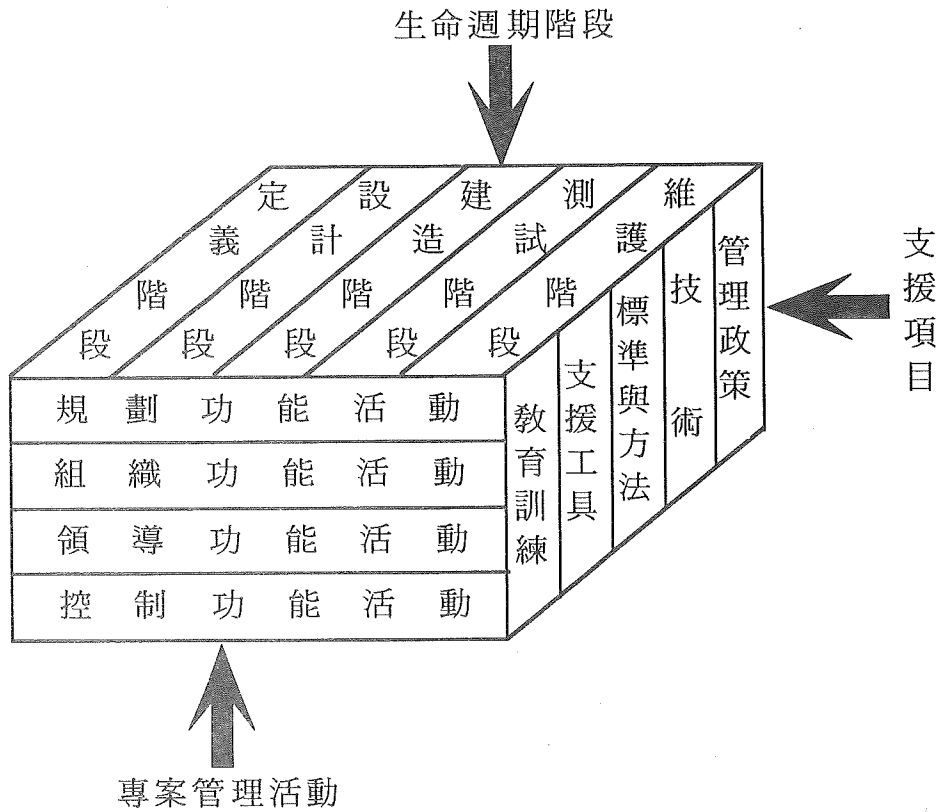 生命週期階段
定義階段
設計階段
建造階段
測試階段
維護階段
規劃功能活動
組織功能活動
領導功能活動
控制功能活動
教育訓練
支援工具
標準與方法
技術
管理政策
支援項目
專案管理活動